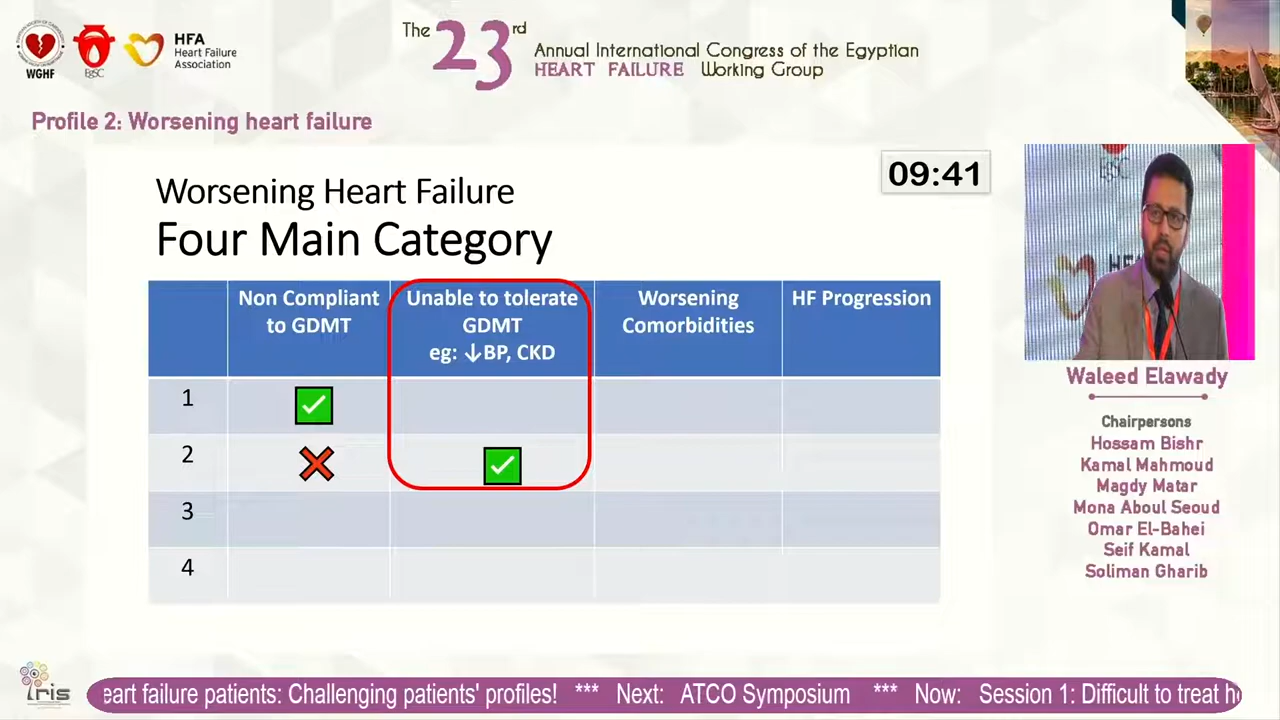 WGHF
EgSC
HFA
Heart Failure
Association
The 23rd
Annual International Congress of the Egyptian
HEART FAILURE Working Group
Profile 2: Worsening heart failure
09:41
Worsening Heart Failure
Four Main Category
Non Compliant
to GDMT
Unable to tolerate
GDMT
eg: ↓BP, CKD
Worsening
Comorbidities
HF Progression
1
2
3
4
Waleed Elawady
Chairpersons
Hossam Bishr
Kamal Mahmoud
Magdy Matar
Mona Aboul Seoud
Omar El-Bahei
Seif Kamal
Soliman Gharib
iris
eart failure patients: Challenging patients' profiles! *** Next: ATCO Symposium *** Now: Session 1: Difficult to treat he